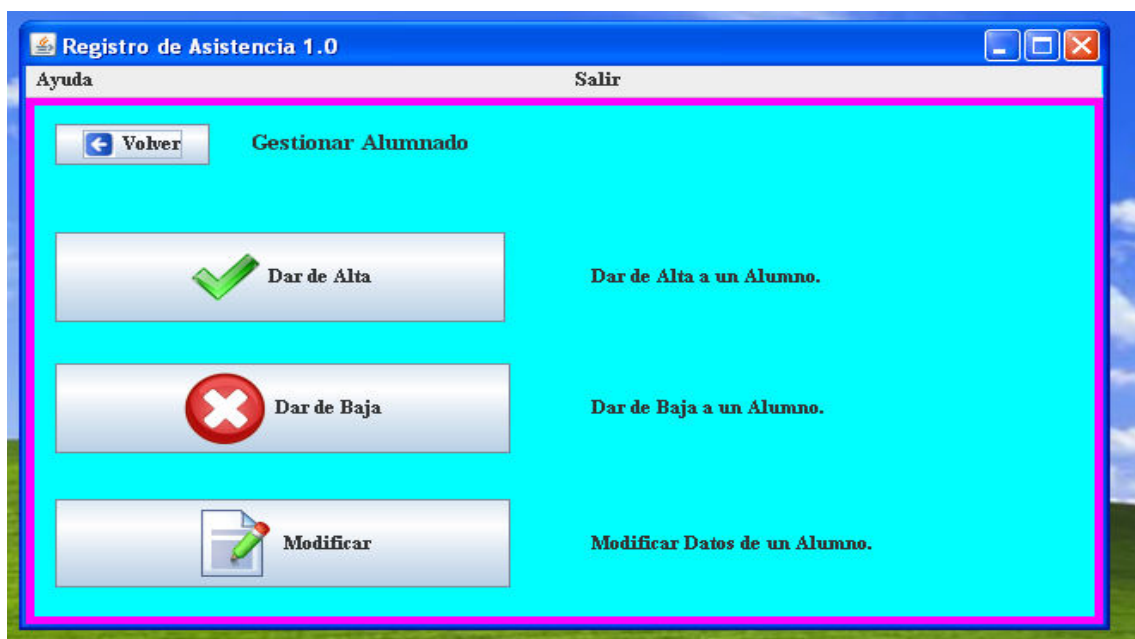 Registro de Asistencia 1.0
Ayuda Salir
Volver Gestionar Alumnado
Dar de Alta Dar de Alta a un Alumno.
Dar de Baja Dar de Baja a un Alumno.
Modificar Modificar Datos de un Alumno.